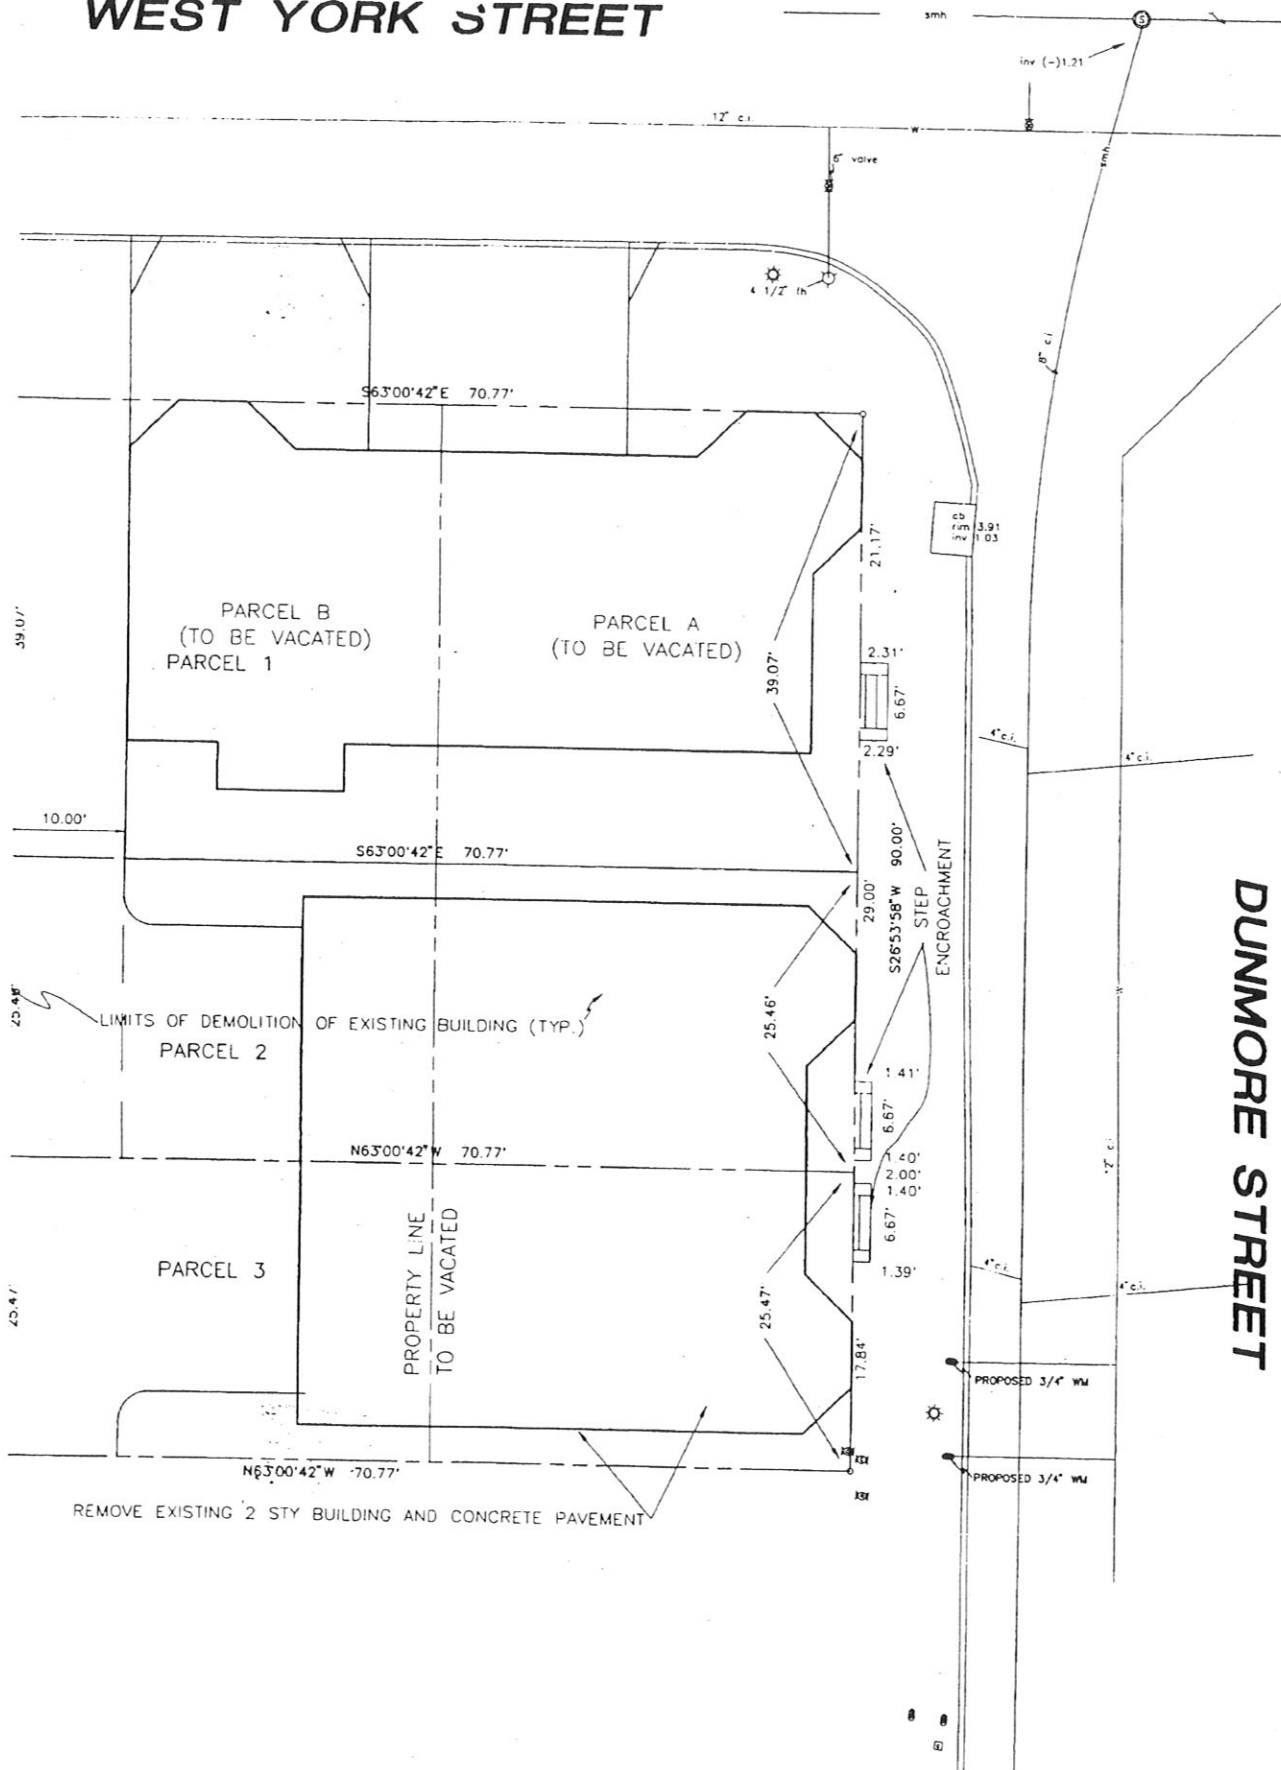 WEST YORK STREET
smh
inv (-)1.21
12" c.i.
W
6" valve
smh
4 1/2" fh
8" c.i.
S63°00'42"E 70.77'
cb
rim 3.91
inv 1.03
21.17'
39.07'
PARCEL B
(TO BE VACATED)
PARCEL 1
PARCEL A
(TO BE VACATED)
39.07'
2.31'
6.67'
2.29'
4" c.i.
4" c.i.
10.00'
S63°00'42"E 70.77'
29.00'
S26°53'58"W 90.00'
STEP
ENCROACHMENT
DUNMORE STREET
25.46'
LIMITS OF DEMOLITION OF EXISTING BUILDING (TYP.)
PARCEL 2
25.46'
W
1.41'
6.67'
1.40'
2.00'
1.40'
6.67'
1.39'
N63°00'42"W 70.77'
12" c.i.
PROPERTY LINE
TO BE VACATED
PARCEL 3
25.47'
25.47'
17.84'
4" c.i.
4" c.i.
PROPOSED 3/4" WM
PROPOSED 3/4" WM
N63°00'42"W 70.77'
REMOVE EXISTING 2 STY BUILDING AND CONCRETE PAVEMENT